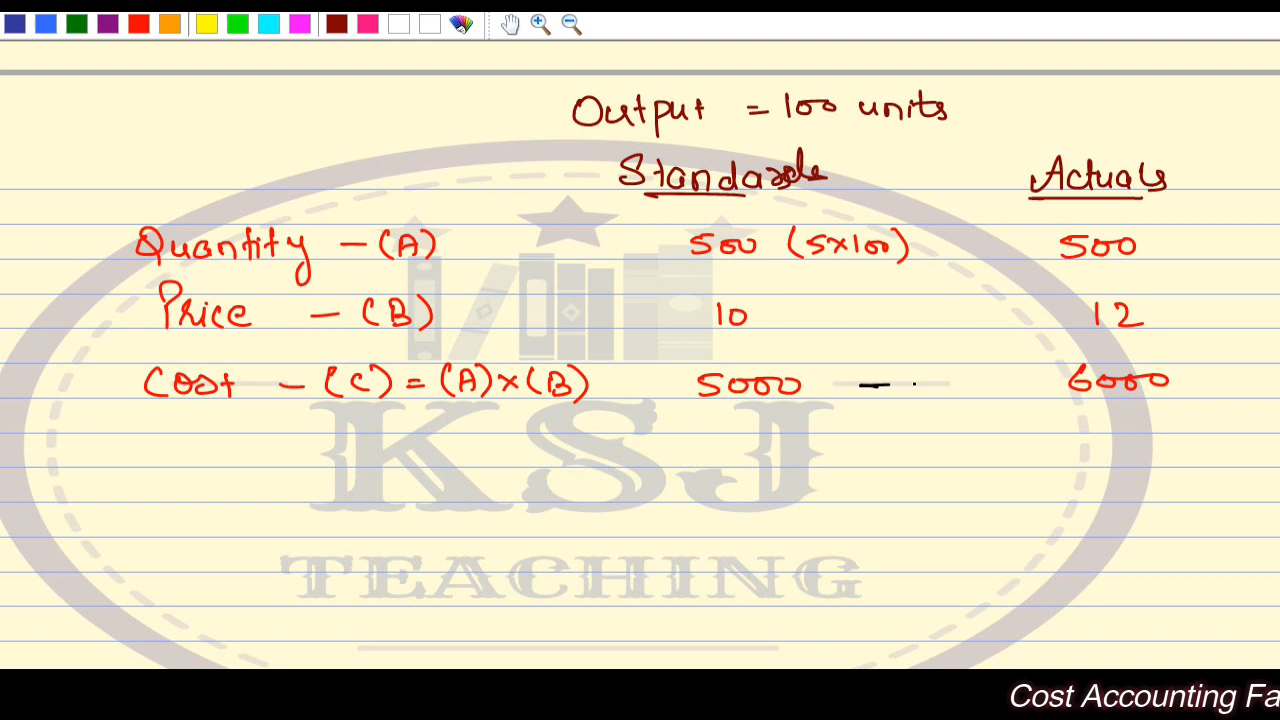 Output = 100 units
Standards Actuals
Quantity - (A) 500 (5x100) 500
Price - (B) 10 12
Cost - (C) = (A)x(B) 5000 - 6000
KSJ
TEACHING
Cost Accounting Fa